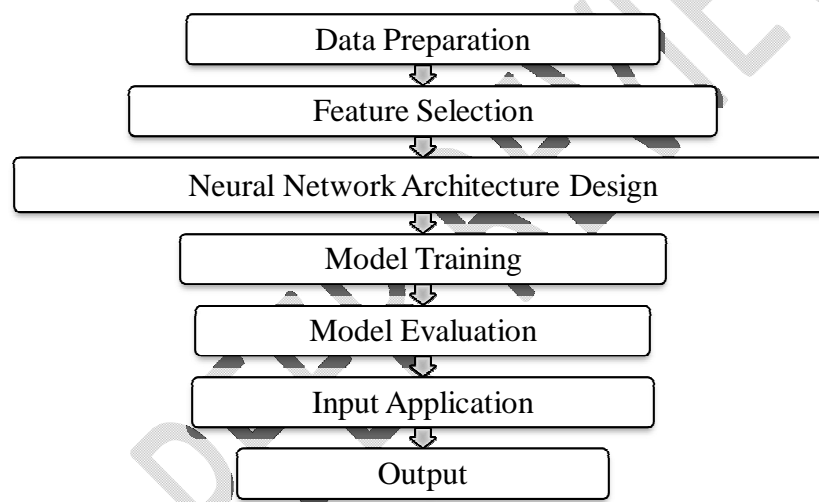 Data Preparation
Feature Selection
Neural Network Architecture Design
Model Training
Model Evaluation
Input Application
Output